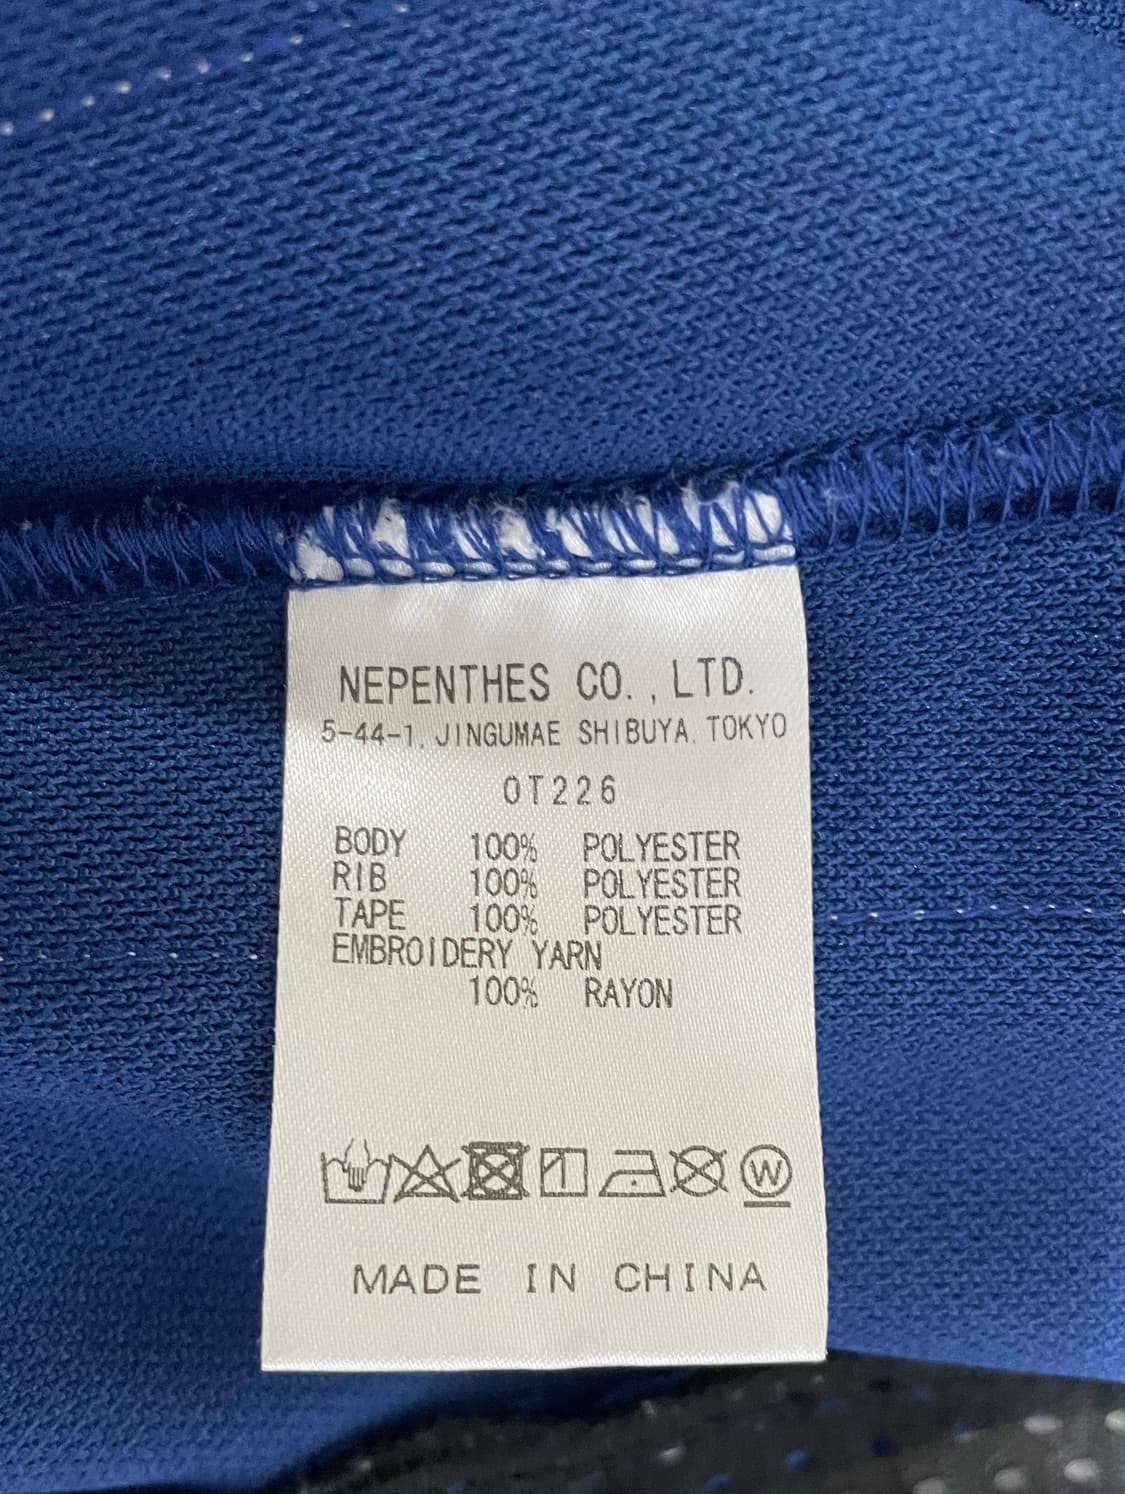 NEPENTHES CO., LTD.
5-44-1, JINGUMAE SHIBUYA, TOKYO
OT226
BODY 100% POLYESTER
RIB 100% POLYESTER
TAPE 100% POLYESTER
EMBROIDERY YARN
100% RAYON
W
MADE IN CHINA